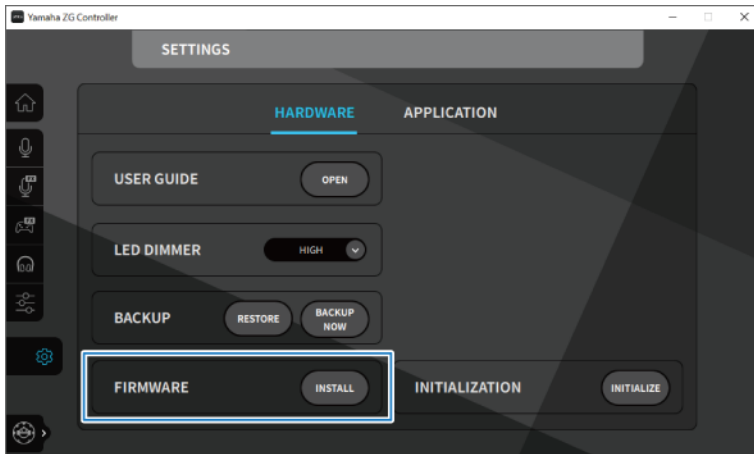 Yamaha ZG Controller
SETTINGS
HARDWARE APPLICATION
USER GUIDE OPEN
LED DIMMER HIGH
BACKUP RESTORE BACKUP NOW
FIRMWARE INSTALL INITIALIZATION INITIALIZE